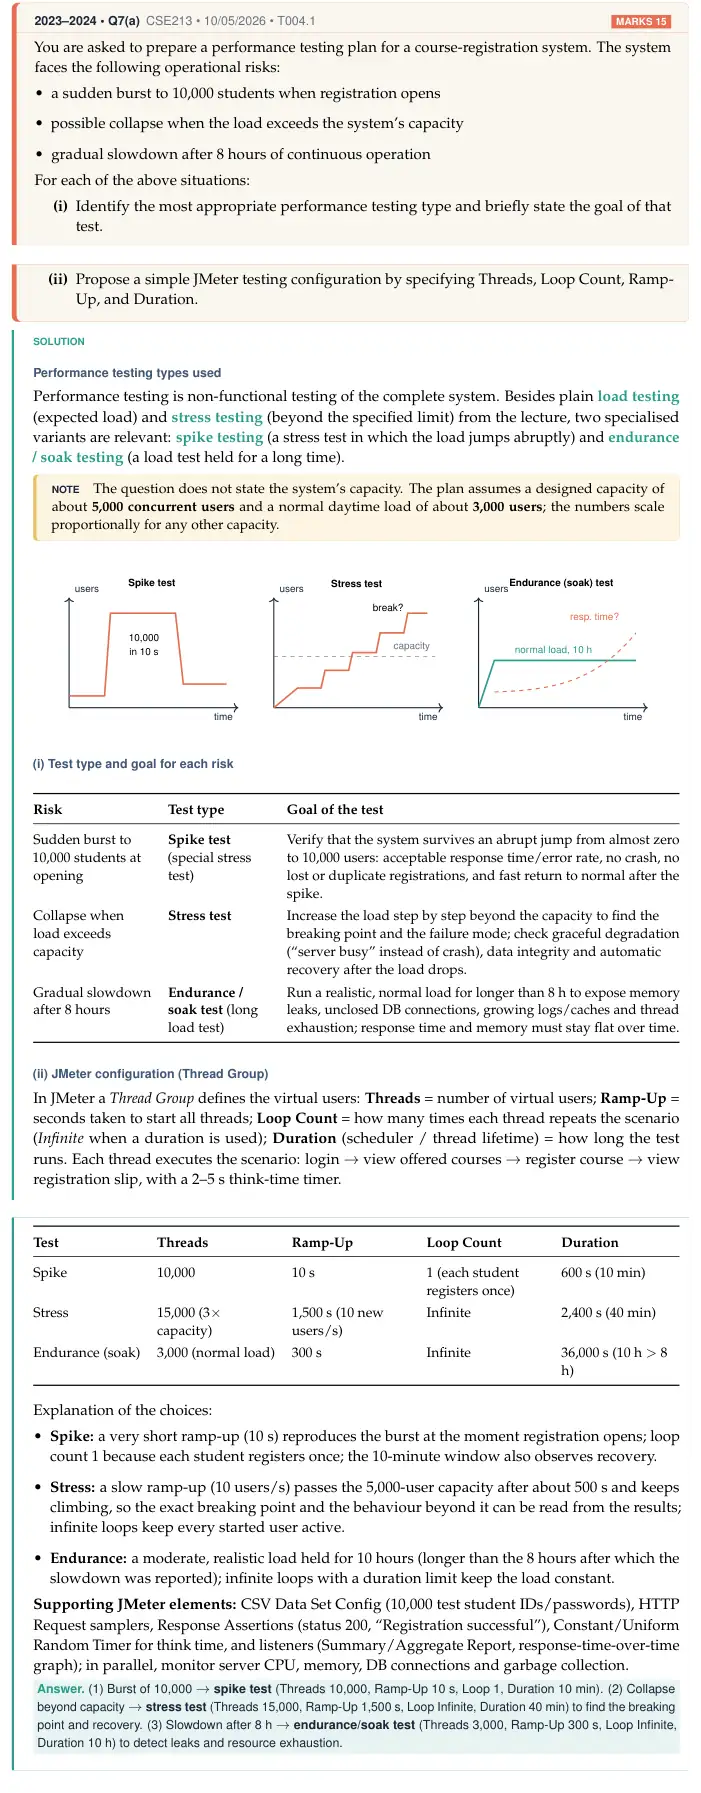 2023–2024 • Q7(a) CSE213 • 10/05/2026 • T004.1 MARKS 15
You are asked to prepare a performance testing plan for a course-registration system. The system
faces the following operational risks:
• a sudden burst to 10,000 students when registration opens
• possible collapse when the load exceeds the system's capacity
• gradual slowdown after 8 hours of continuous operation
For each of the above situations:
(i) Identify the most appropriate performance testing type and briefly state the goal of that
test.
(ii) Propose a simple JMeter testing configuration by specifying Threads, Loop Count, Ramp-
Up, and Duration.
SOLUTION
Performance testing types used
Performance testing is non-functional testing of the complete system. Besides plain load testing
(expected load) and stress testing (beyond the specified limit) from the lecture, two specialised
variants are relevant: spike testing (a stress test in which the load jumps abruptly) and endurance
/ soak testing (a load test held for a long time).
NOTE The question does not state the system's capacity. The plan assumes a designed capacity of
about 5,000 concurrent users and a normal daytime load of about 3,000 users; the numbers scale
proportionally for any other capacity.
users Spike test
10,000
in 10 s
time
users Stress test
break?
capacity
time
users Endurance (soak) test
resp. time?
normal load, 10 h
time
(i) Test type and goal for each risk
Risk Test type Goal of the test
Sudden burst to Spike test Verify that the system survives an abrupt jump from almost zero
10,000 students at (special stress to 10,000 users: acceptable response time/error rate, no crash, no
opening test) lost or duplicate registrations, and fast return to normal after the
spike.
Collapse when Stress test Increase the load step by step beyond the capacity to find the
load exceeds breaking point and the failure mode; check graceful degradation
capacity ("server busy" instead of crash), data integrity and automatic
recovery after the load drops.
Gradual slowdown Endurance / Run a realistic, normal load for longer than 8 h to expose memory
after 8 hours soak test (long leaks, unclosed DB connections, growing logs/caches and thread
load test) exhaustion; response time and memory must stay flat over time.
(ii) JMeter configuration (Thread Group)
In JMeter a Thread Group defines the virtual users: Threads = number of virtual users; Ramp-Up =
seconds taken to start all threads; Loop Count = how many times each thread repeats the scenario
(Infinite when a duration is used); Duration (scheduler / thread lifetime) = how long the test
runs. Each thread executes the scenario: login → view offered courses → register course → view
registration slip, with a 2–5 s think-time timer.
Test Threads Ramp-Up Loop Count Duration
Spike 10,000 10 s 1 (each student 600 s (10 min)
registers once)
Stress 15,000 (3× 1,500 s (10 new Infinite 2,400 s (40 min)
capacity) users/s)
Endurance (soak) 3,000 (normal load) 300 s Infinite 36,000 s (10 h > 8
h)
Explanation of the choices:
• Spike: a very short ramp-up (10 s) reproduces the burst at the moment registration opens; loop
count 1 because each student registers once; the 10-minute window also observes recovery.
• Stress: a slow ramp-up (10 users/s) passes the 5,000-user capacity after about 500 s and keeps
climbing, so the exact breaking point and the behaviour beyond it can be read from the results;
infinite loops keep every started user active.
• Endurance: a moderate, realistic load held for 10 hours (longer than the 8 hours after which the
slowdown was reported); infinite loops with a duration limit keep the load constant.
Supporting JMeter elements: CSV Data Set Config (10,000 test student IDs/passwords), HTTP
Request samplers, Response Assertions (status 200, "Registration successful"), Constant/Uniform
Random Timer for think time, and listeners (Summary/Aggregate Report, response-time-over-time
graph); in parallel, monitor server CPU, memory, DB connections and garbage collection.
Answer. (1) Burst of 10,000 → spike test (Threads 10,000, Ramp-Up 10 s, Loop 1, Duration 10 min). (2) Collapse
beyond capacity → stress test (Threads 15,000, Ramp-Up 1,500 s, Loop Infinite, Duration 40 min) to find the breaking
point and recovery. (3) Slowdown after 8 h → endurance/soak test (Threads 3,000, Ramp-Up 300 s, Loop Infinite,
Duration 10 h) to detect leaks and resource exhaustion.